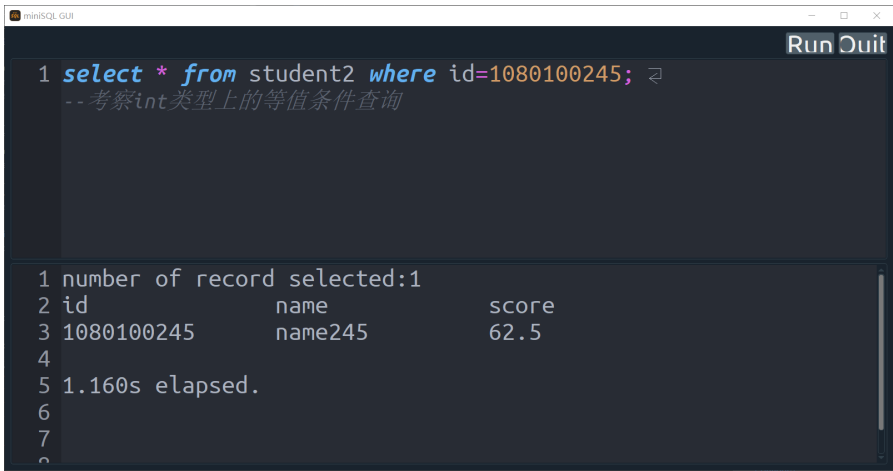 miniSQL GUI
Run Quit
1 select * from student2 where id=1080100245;
--考察int类型上的等值条件查询
1 number of record selected:1
2 id name score
3 1080100245 name245 62.5
4
5 1.160s elapsed.
6
7
8